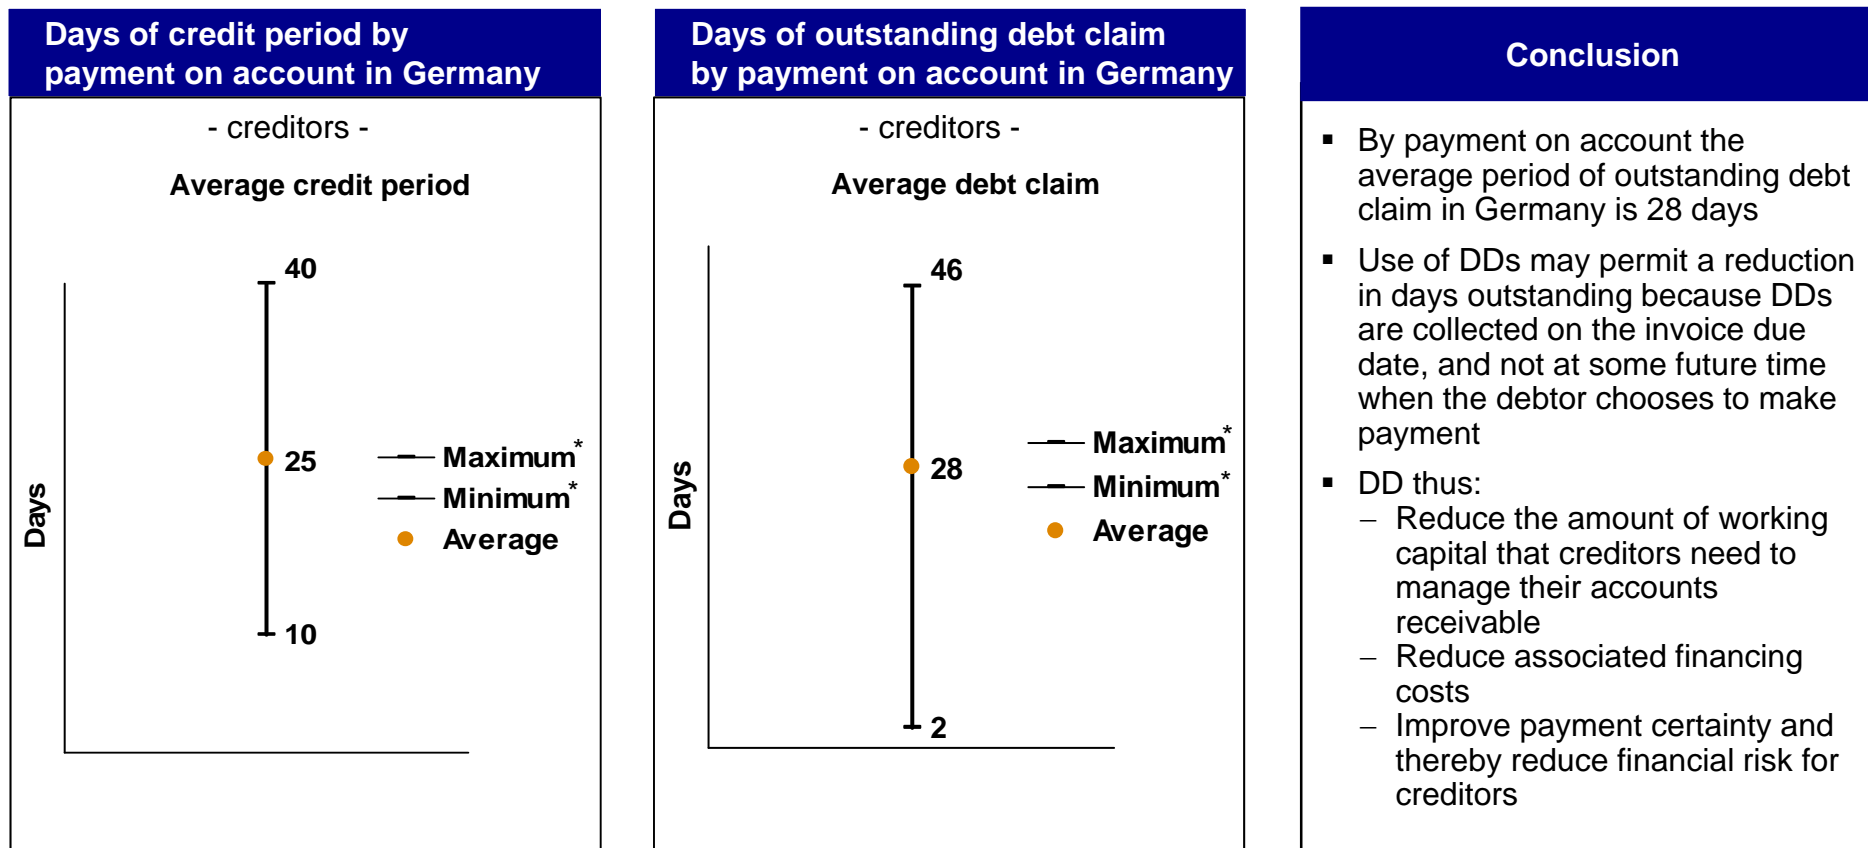 Days of credit period by
payment on account in Germany
- creditors -
Average credit period
40
25
10
Days
Maximum*
Minimum*
Average
Days of outstanding debt claim
by payment on account in Germany
- creditors -
Average debt claim
46
28
2
Days
Maximum*
Minimum*
Average
Conclusion
▪ By payment on account the
average period of outstanding debt
claim in Germany is 28 days
▪ Use of DDs may permit a reduction
in days outstanding because DDs
are collected on the invoice due
date, and not at some future time
when the debtor chooses to make
payment
▪ DD thus:
– Reduce the amount of working
capital that creditors need to
manage their accounts
receivable
– Reduce associated financing
costs
– Improve payment certainty and
thereby reduce financial risk for
creditors